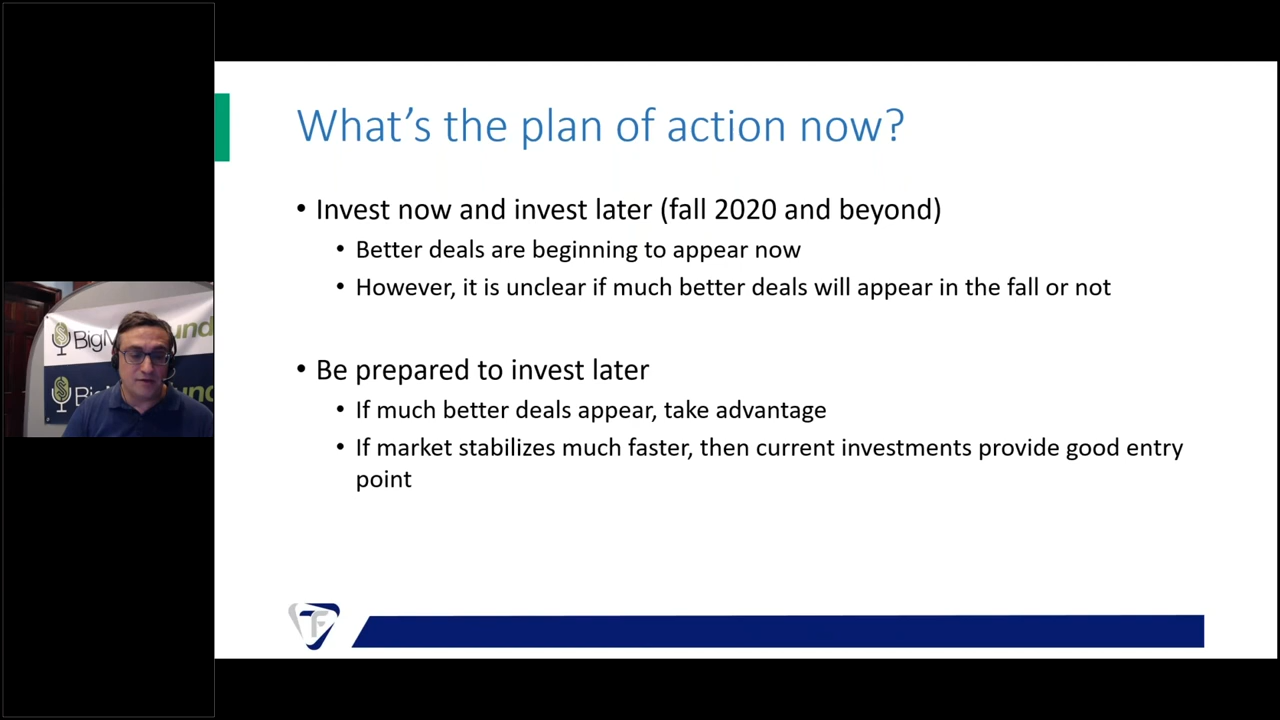 What's the plan of action now?
• Invest now and invest later (fall 2020 and beyond)
• Better deals are beginning to appear now
• However, it is unclear if much better deals will appear in the fall or not
• Be prepared to invest later
• If much better deals appear, take advantage
• If market stabilizes much faster, then current investments provide good entry
point
TF